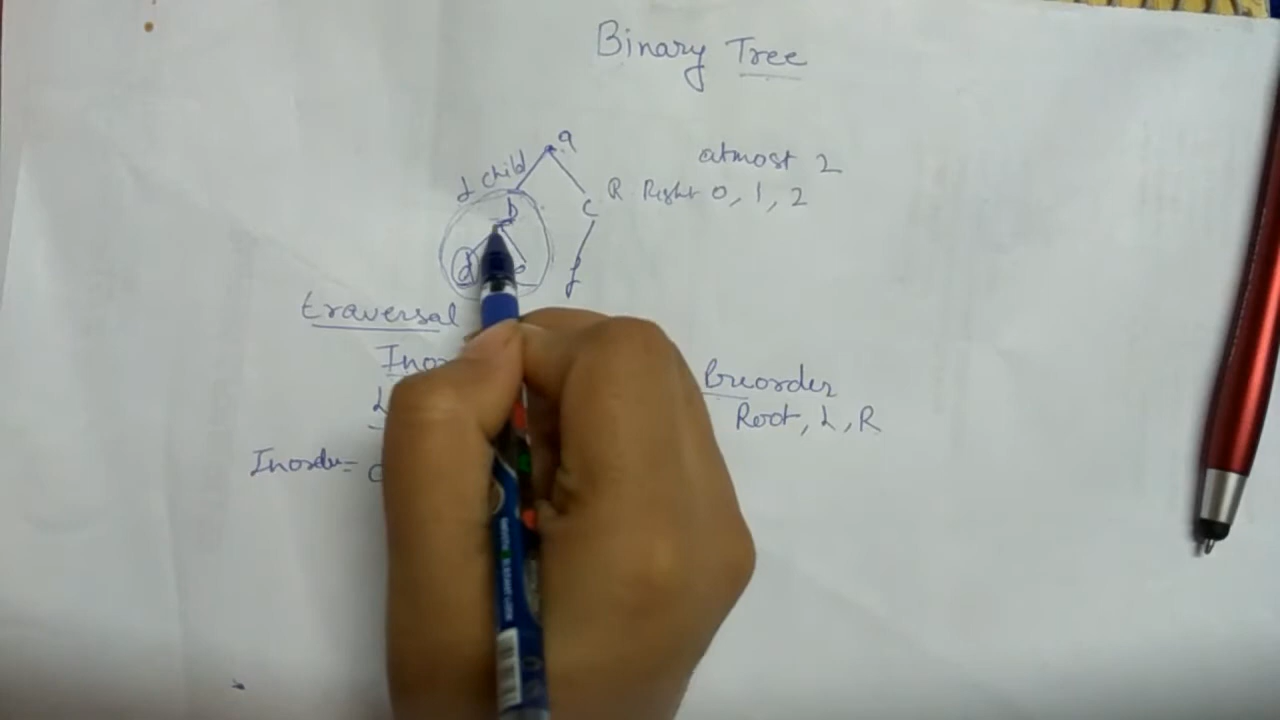 Binary Tree
a
atmost 2
L child
R Right 0, 1, 2
b
c
d
e
f
traversal
Preorder
Root, L, R
Inorder =